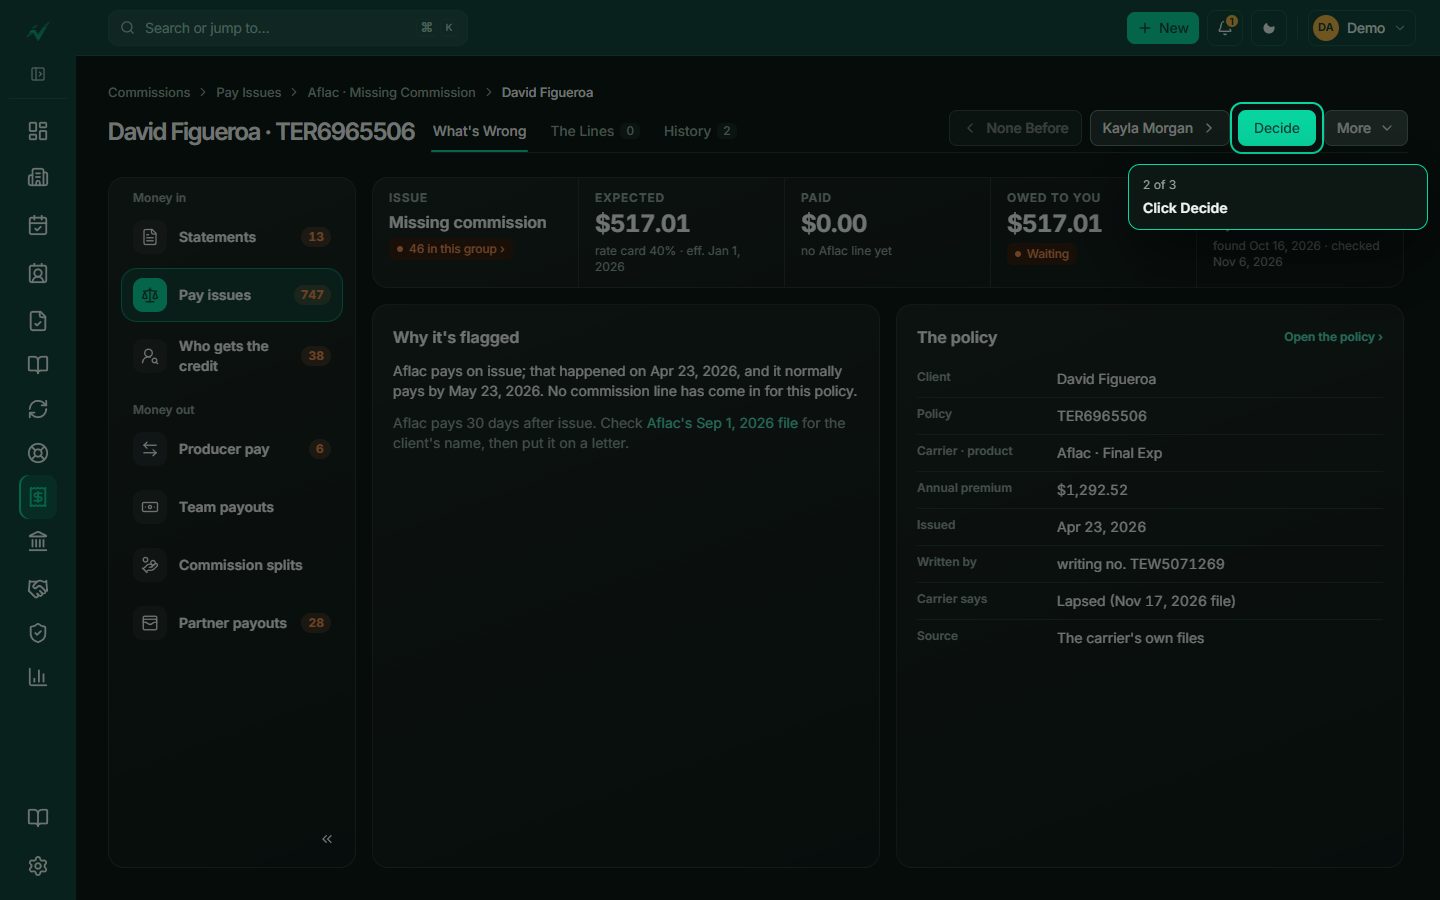 Search or jump to...
⌘ K
New
1
DA
Demo
Commissions > Pay Issues > Aflac · Missing Commission > David Figueroa
David Figueroa · TER6965506
What's Wrong
The Lines 0
History 2
None Before
Kayla Morgan
Decide
More
2 of 3
Click Decide
Money in
Statements 13
Pay issues 747
Who gets the
credit
38
Money out
Producer pay 6
Team payouts
Commission splits
Partner payouts 28
ISSUE
Missing commission
46 in this group ›
EXPECTED
$517.01
rate card 40% · eff. Jan 1,
2026
PAID
$0.00
no Aflac line yet
OWED TO YOU
$517.01
Waiting
found Oct 16, 2026 · checked
Nov 6, 2026
Why it's flagged
Aflac pays on issue; that happened on Apr 23, 2026, and it normally
pays by May 23, 2026. No commission line has come in for this policy.
Aflac pays 30 days after issue. Check Aflac's Sep 1, 2026 file for the
client's name, then put it on a letter.
The policy
Open the policy ›
Client David Figueroa
Policy TER6965506
Carrier · product Aflac · Final Exp
Annual premium $1,292.52
Issued Apr 23, 2026
Written by writing no. TEW5071269
Carrier says Lapsed (Nov 17, 2026 file)
Source The carrier's own files